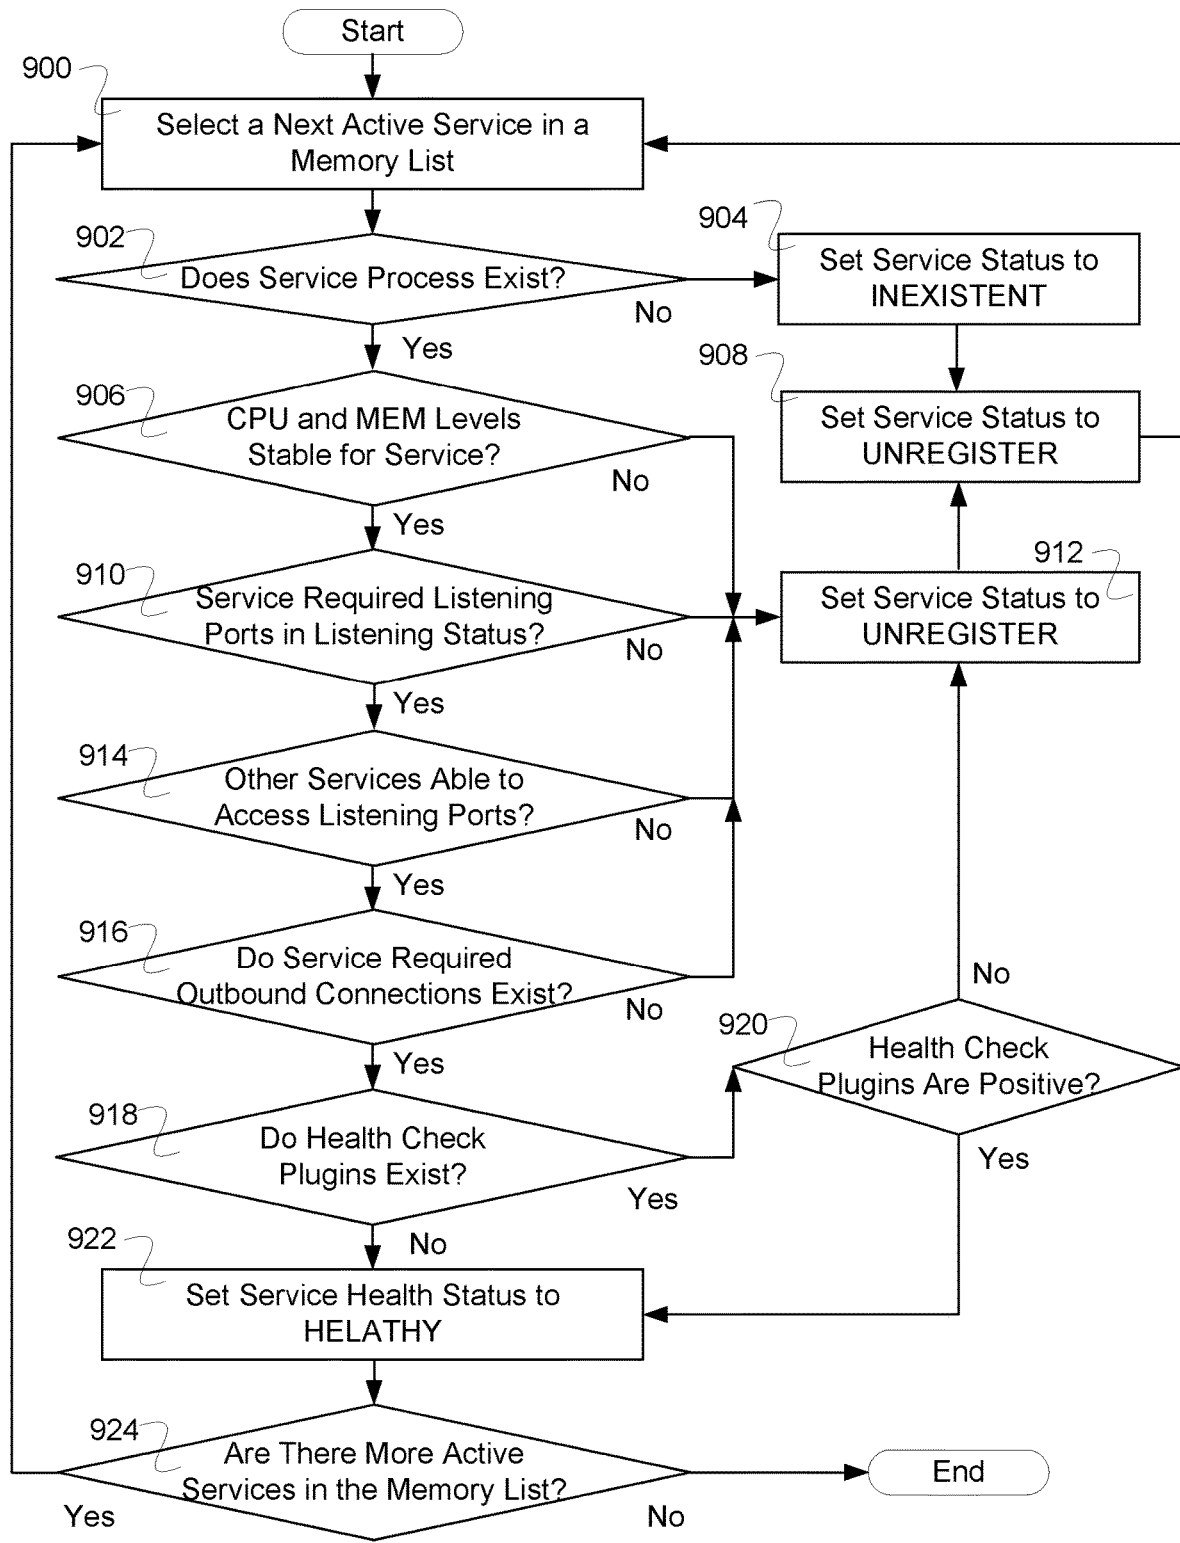 Start
900
Select a Next Active Service in a
Memory List
902
Does Service Process Exist?
No
Yes
904
Set Service Status to
INEXISTENT
906
CPU and MEM Levels
Stable for Service?
No
Yes
908
Set Service Status to
UNREGISTER
910
Service Required Listening
Ports in Listening Status?
No
Yes
912
Set Service Status to
UNREGISTER
914
Other Services Able to
Access Listening Ports?
No
Yes
916
Do Service Required
Outbound Connections Exist?
No
Yes
918
Do Health Check
Plugins Exist?
Yes
No
920
Health Check
Plugins Are Positive?
No
Yes
922
Set Service Health Status to
HELATHY
924
Are There More Active
Services in the Memory List?
Yes
No
End